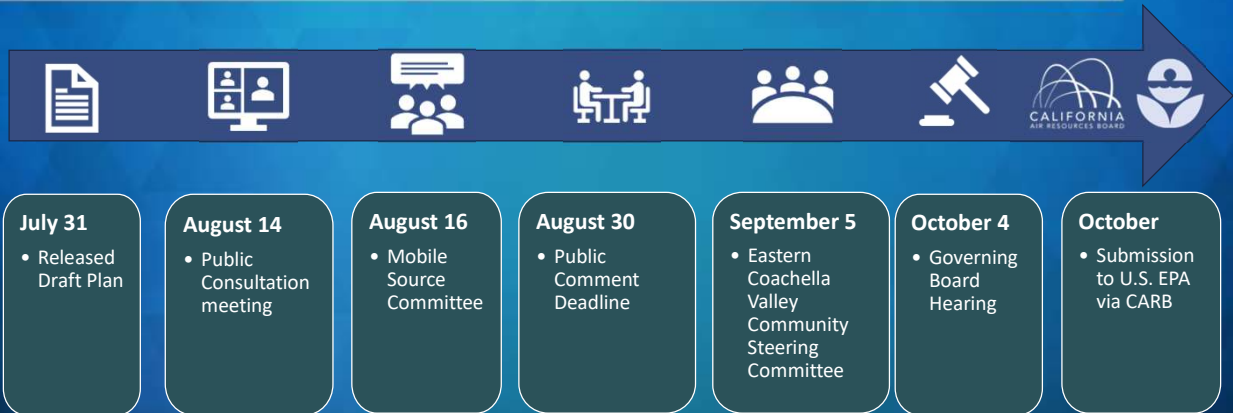 CALIFORNIA
AIR RESOURCES BOARD
July 31
• Released
Draft Plan
August 14
• Public
Consultation
meeting
August 16
• Mobile
Source
Committee
August 30
• Public
Comment
Deadline
September 5
• Eastern
Coachella
Valley
Community
Steering
Committee
October 4
• Governing
Board
Hearing
October
• Submission
to U.S. EPA
via CARB